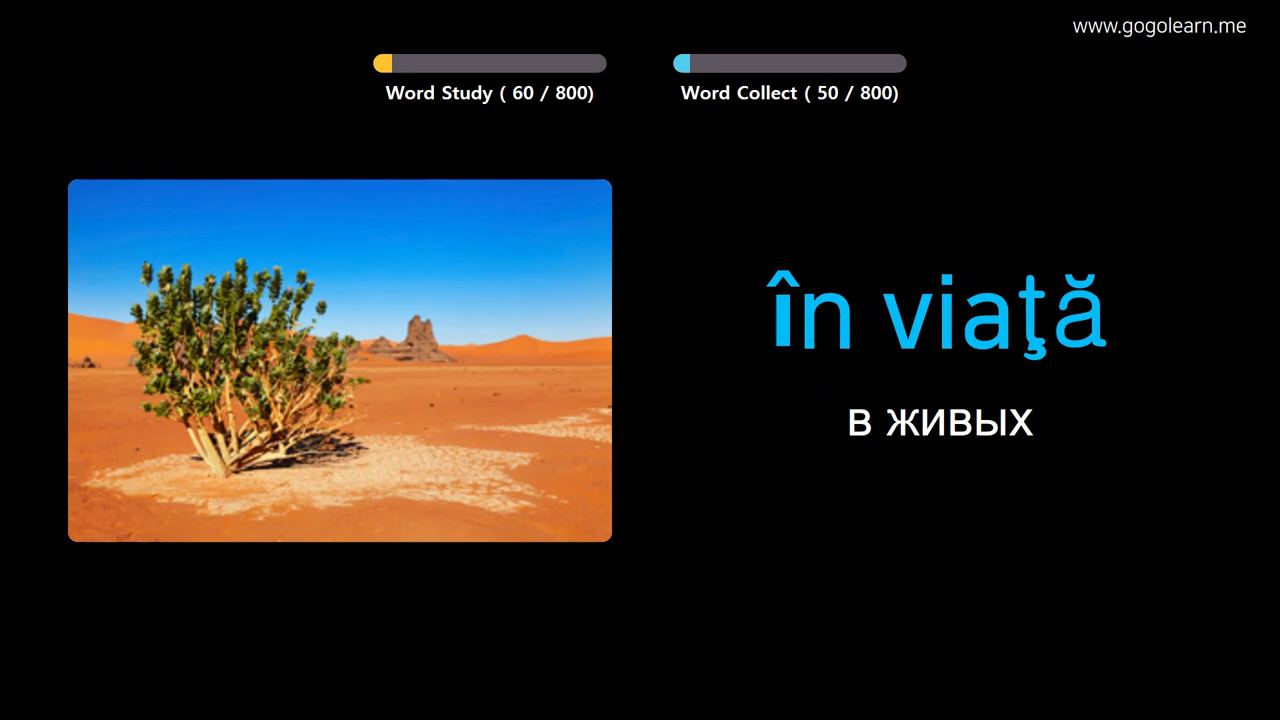 www.gogolearn.me
Word Study ( 60 / 800)
Word Collect ( 50 / 800)
în viaţă
в живых